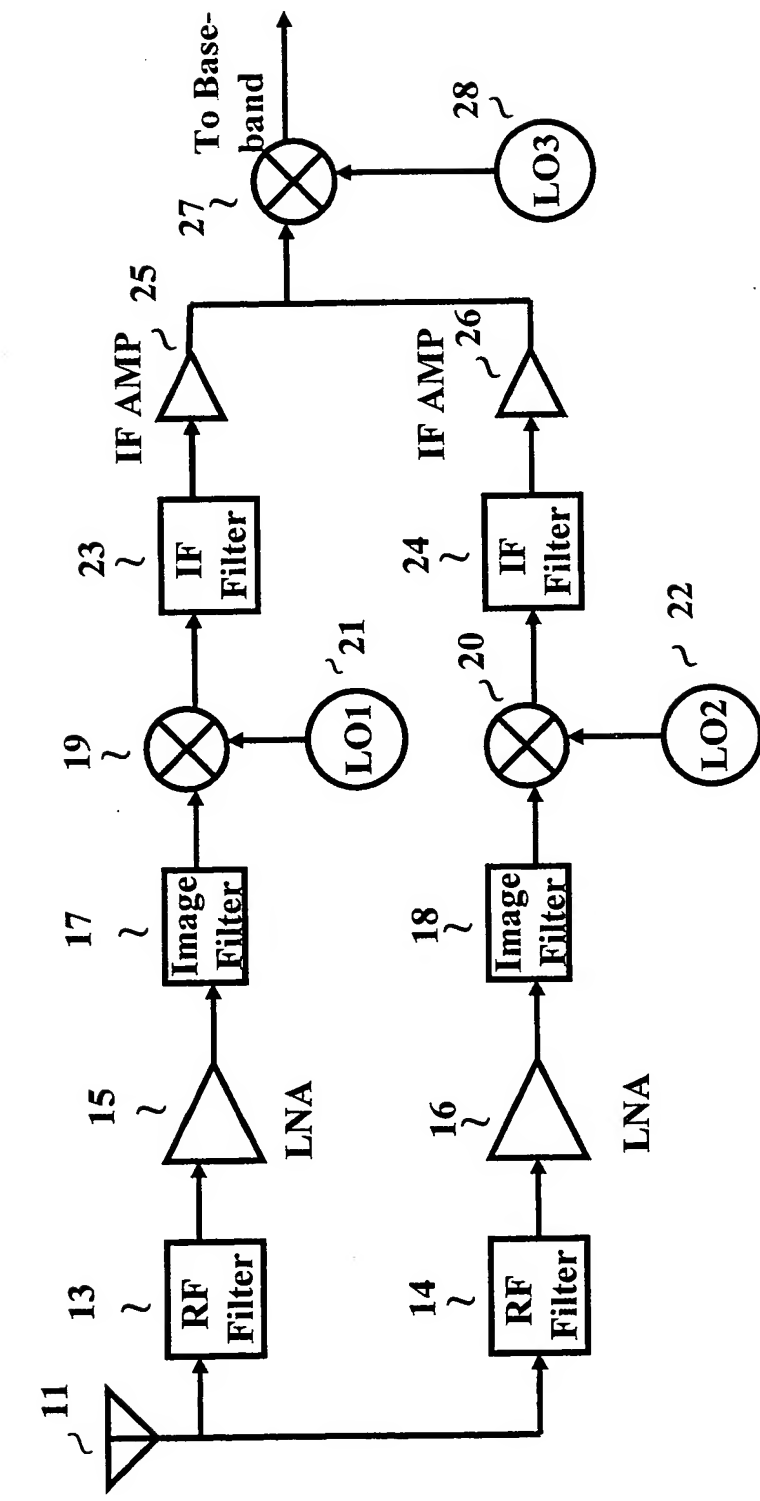 11
13
RF
Filter
15
LNA
17
Image
Filter
19
LO1
21
23
IF
Filter
IF AMP
25
14
RF
Filter
16
LNA
18
Image
Filter
20
LO2
22
24
IF
Filter
IF AMP
26
27
To Base-
band
LO3
28